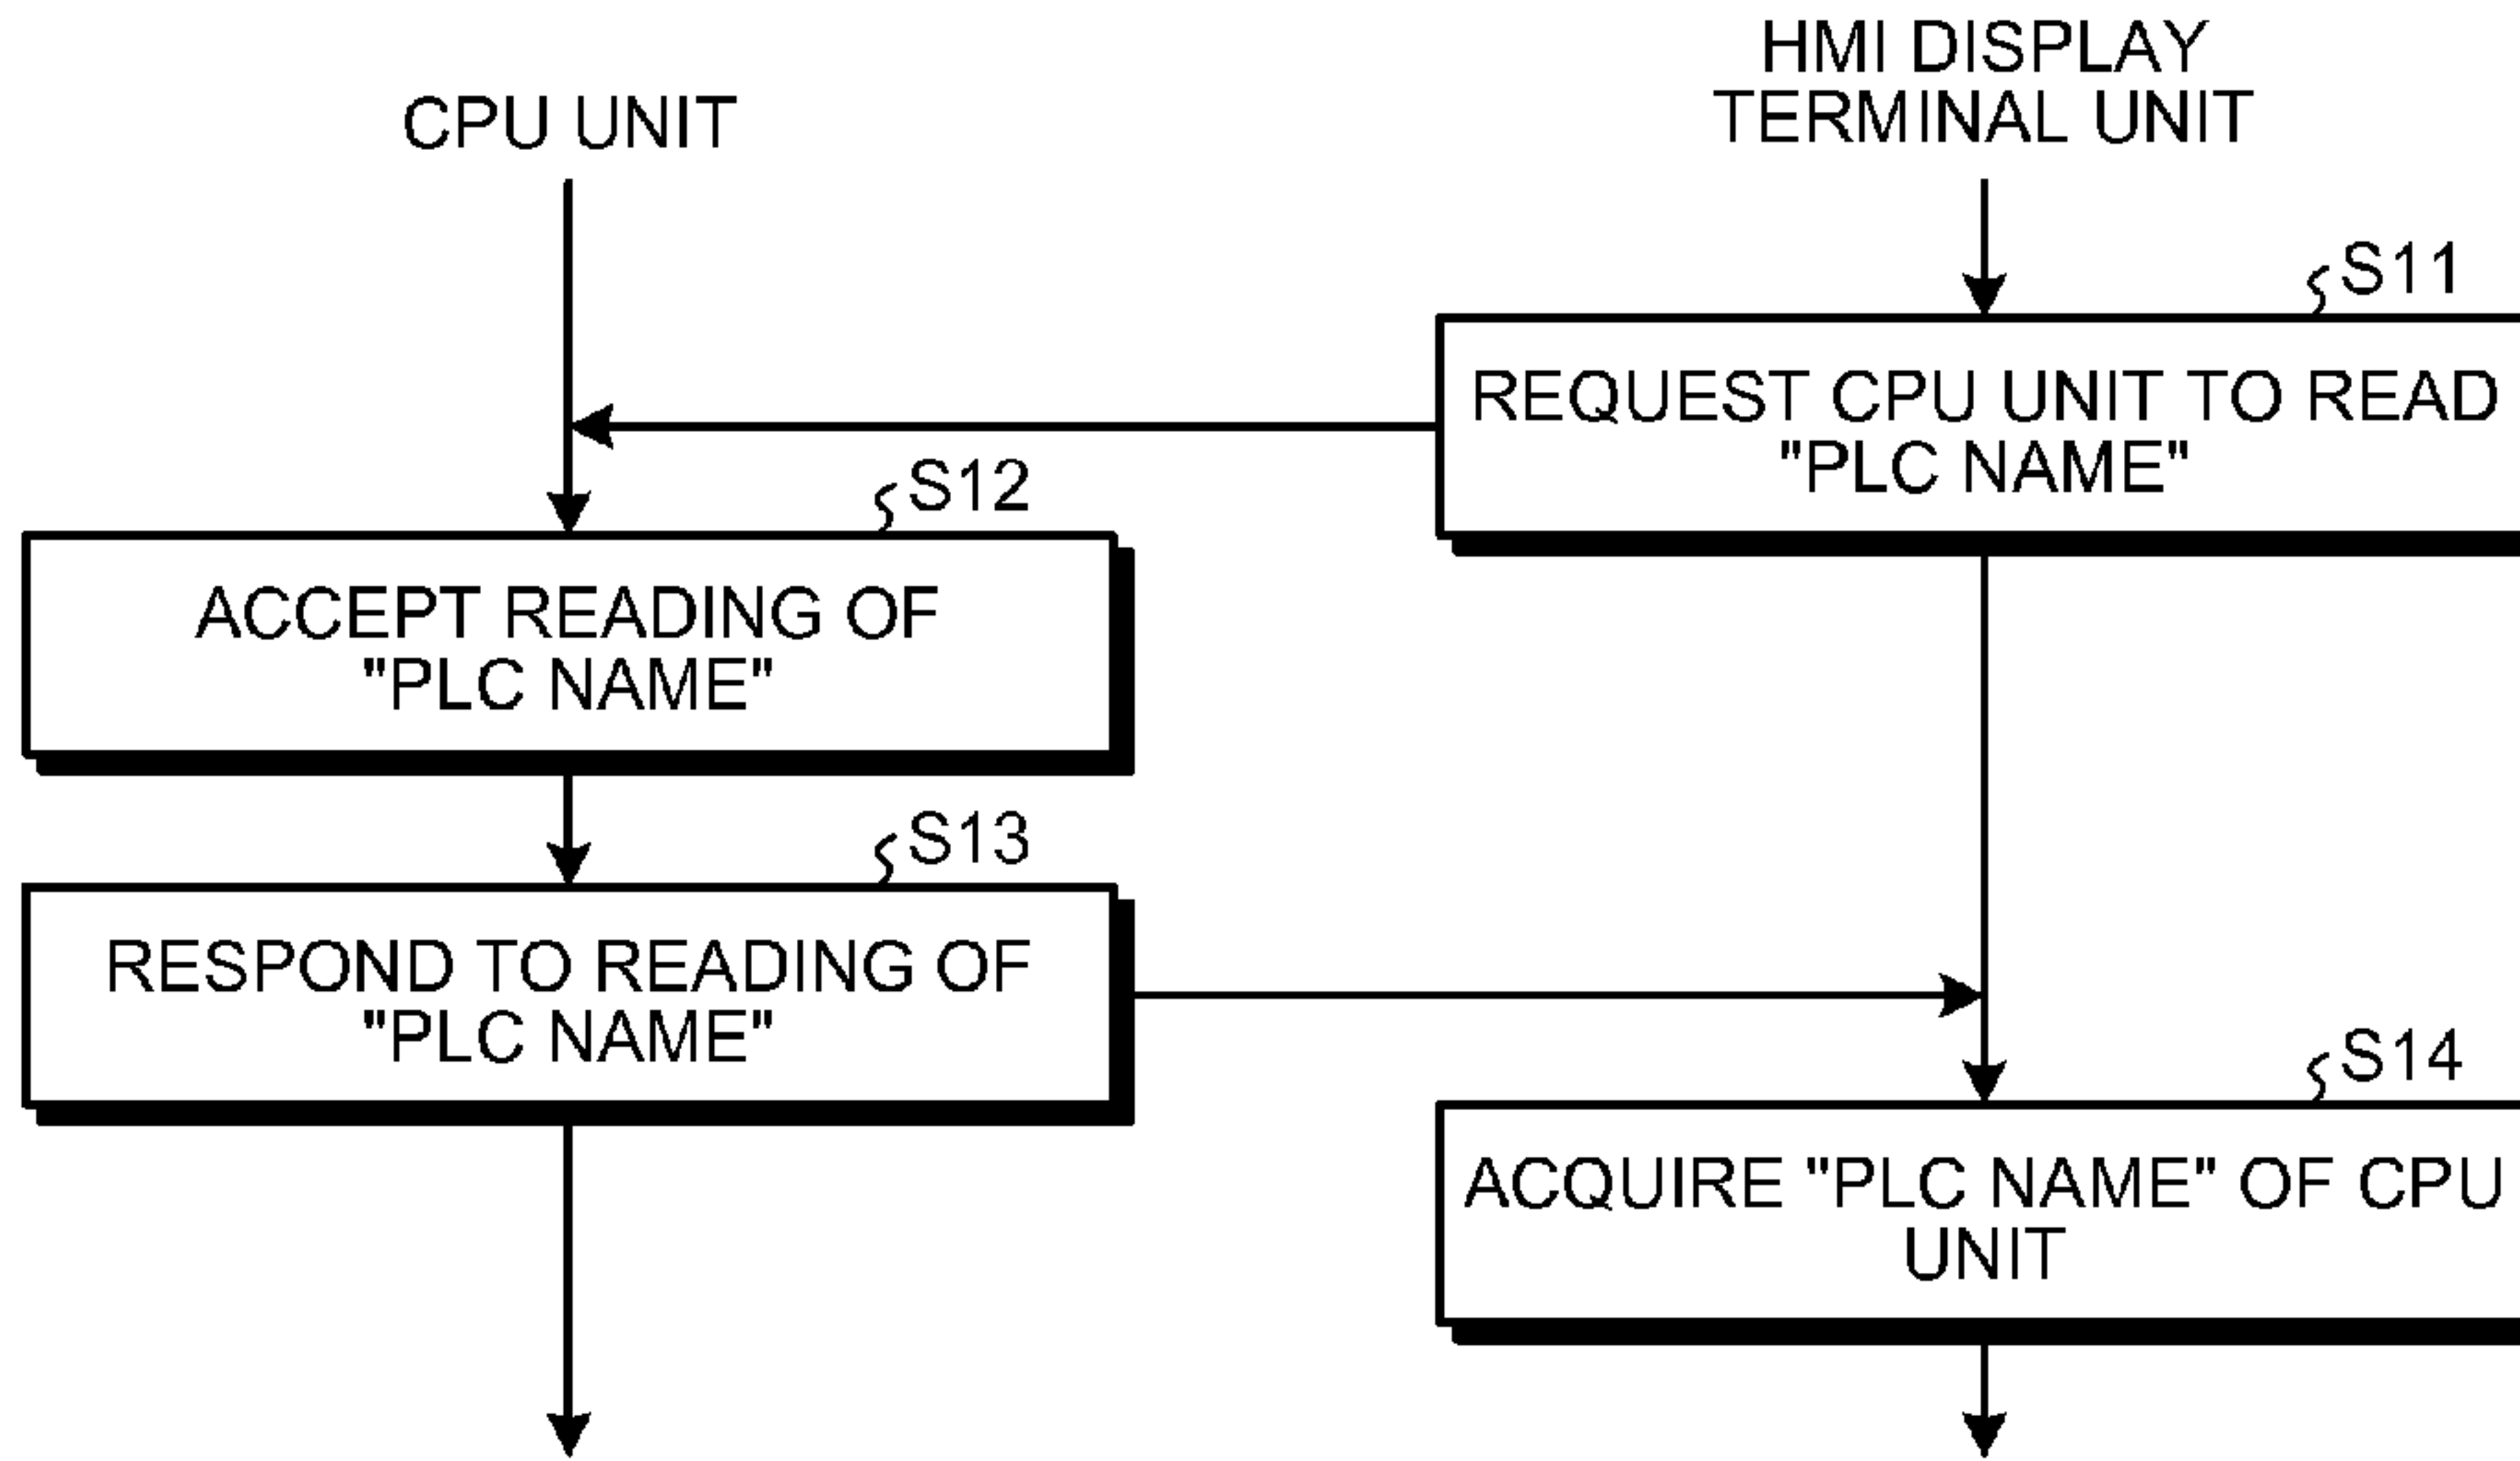 CPU UNIT
HMI DISPLAY
TERMINAL UNIT
S11
REQUEST CPU UNIT TO READ
"PLC NAME"
S12
ACCEPT READING OF
"PLC NAME"
S13
RESPOND TO READING OF
"PLC NAME"
S14
ACQUIRE "PLC NAME" OF CPU
UNIT